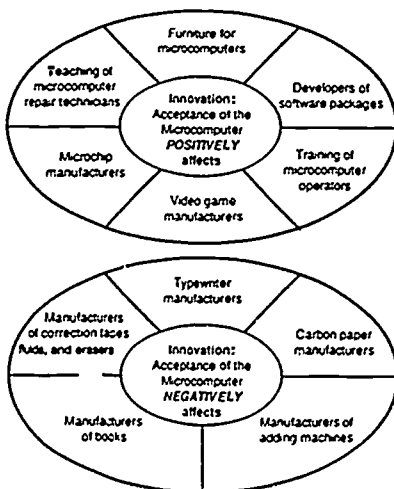 Furniture for
microcomputers
Teaching of
microcomputer
repair technicians
Developers of
software packages
Innovation:
Acceptance of the
Microcomputer
POSITIVELY
affects
Microchip
manufacturers
Training of
microcomputer
operators
Video game
manufacturers
Typewriter
manufacturers
Manufacturers
of correction tapes
fluids, and erasers
Carbon paper
manufacturers
Innovation:
Acceptance of the
Microcomputer
NEGATIVELY
affects
Manufacturers
of books
Manufacturers of
adding machines